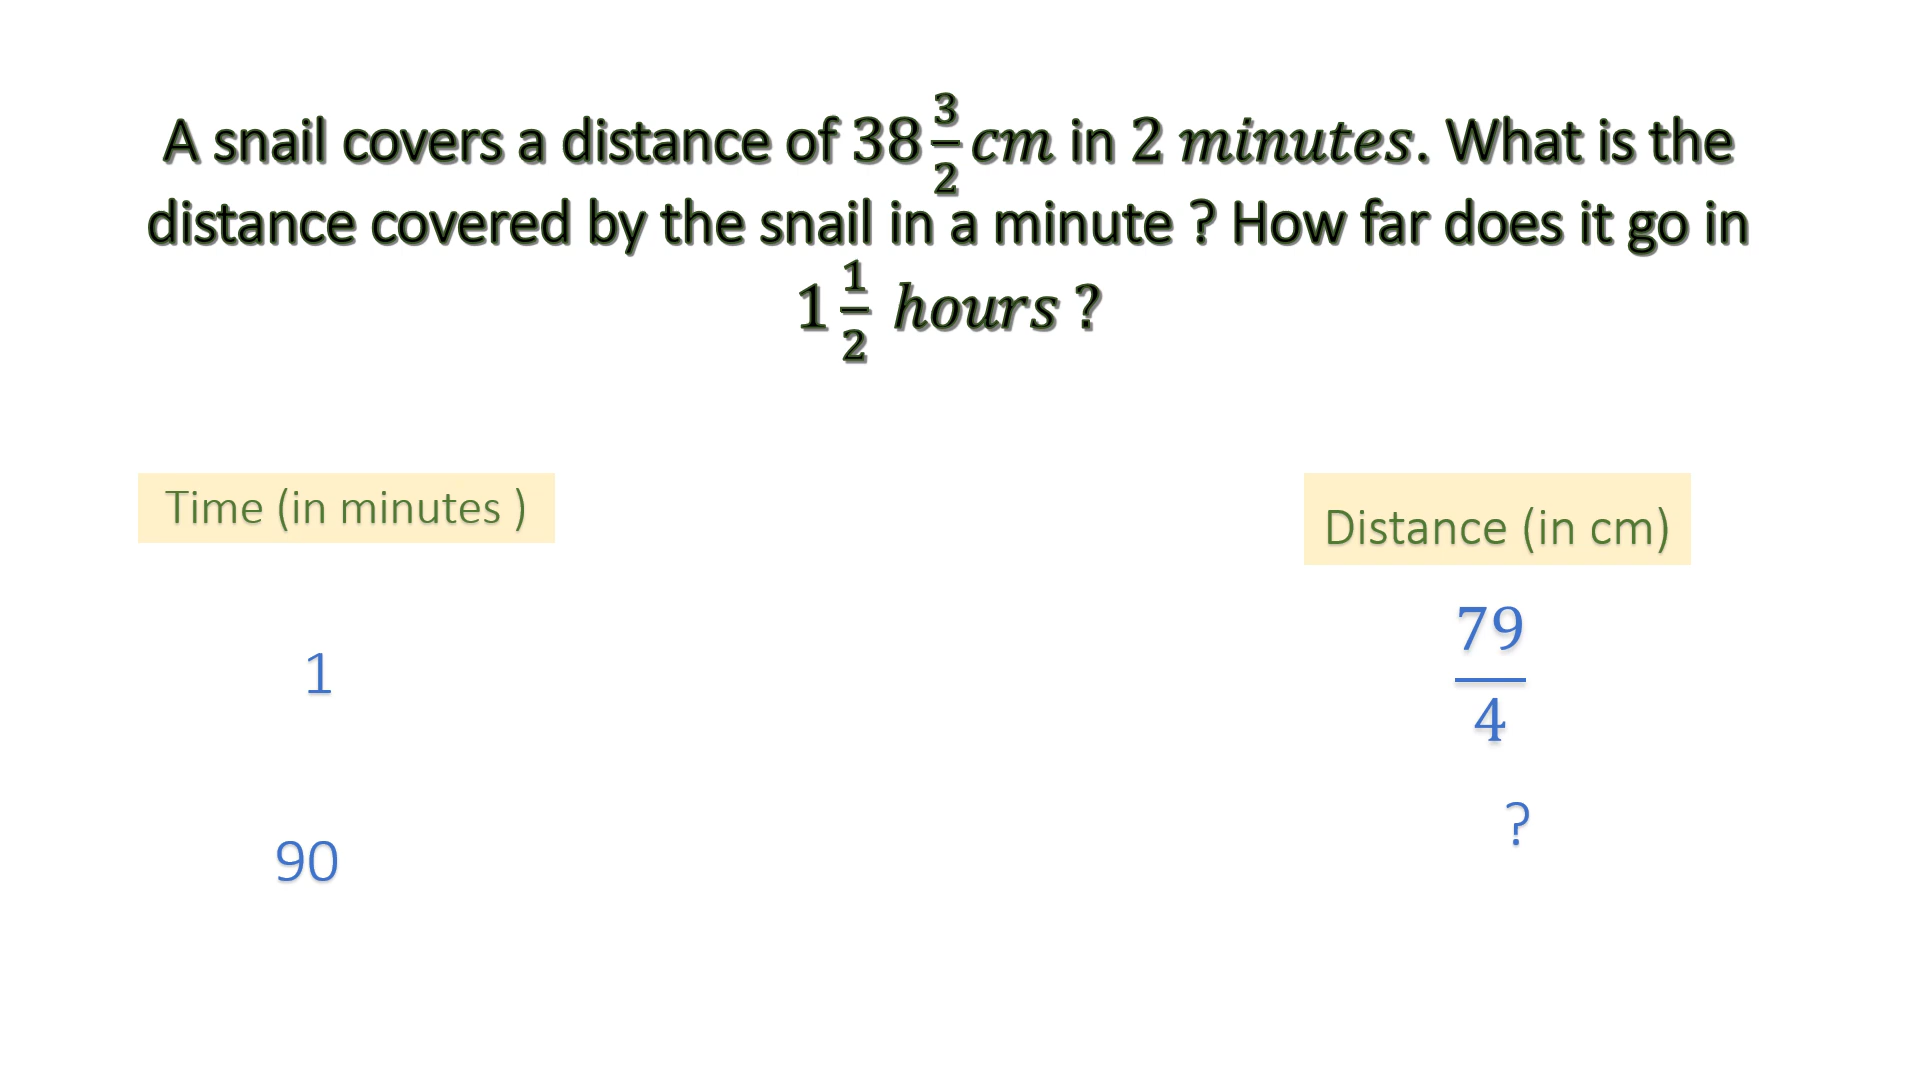 A snail covers a distance of 38 3/2 cm in 2 minutes. What is the
distance covered by the snail in a minute ? How far does it go in
1 1/2 hours ?
Time (in minutes )
Distance (in cm)
1
79/4
90
?